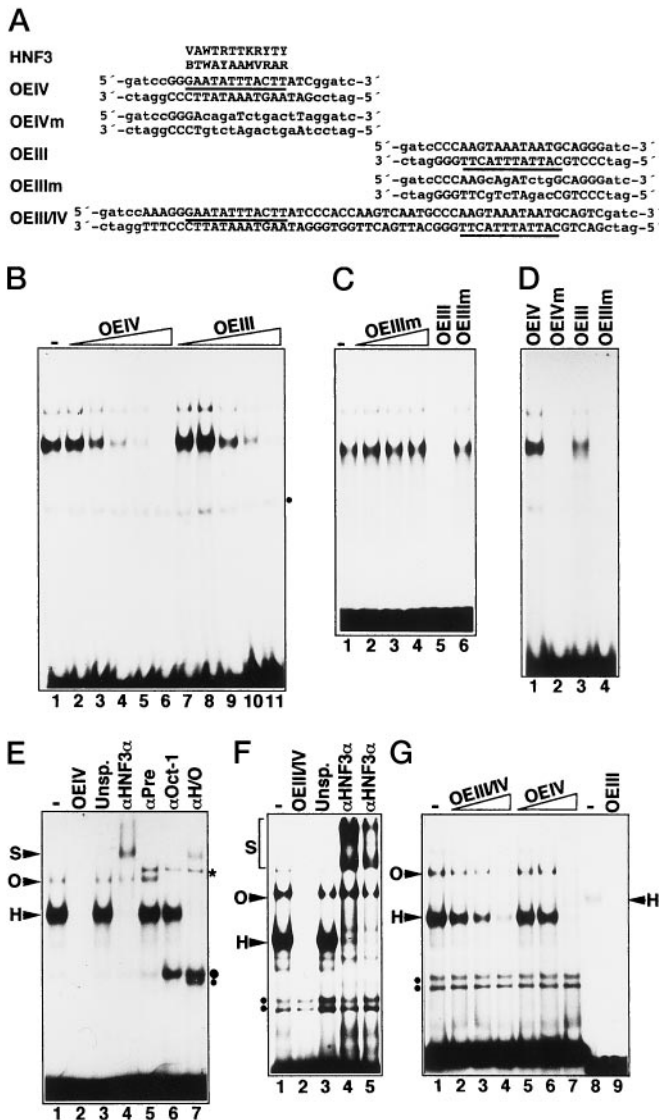 A
HNF3
VAWTRTTKRYTY
BTWAYAAMVRAR
OEIV
5´-gatccGGGAATATTTACTTATCggatc-3´
3´-ctaggCCCTTATAAATGAATAGcctag-5´
OEIVm
5´-gatccGGGAcagaTctgactTaggatc-3´
3´-ctaggCCCTgtctAgactgaAtcctag-5´
OEIII
5´-gatcCCCAAGTAAATAATGCAGGGatc-3´
3´-ctagGGGTTCATTTATTACGTCCCtag-5´
OEIIIm
5´-gatcCCCAAGcAgATctggCAGGGatc-3´
3´-ctagGGGTTCgTCtAGaccGTCCCtag-5´
OEIII/IV
5´-gatccAAAGGGAATATTTACTTATCCCACCAAGTCAATGCCCAAGTAAATAATGCAGTCgatc-3´
3´-ctaggTTTCCCTTATAAATGAATAGGGTGGTTCAGTTACGGGTTCATTTATTACGTCAGctag-5´
B
- OEIV OEIII
1 2 3 4 5 6 7 8 9 10 11
C
- OEIIIm OEIII OEIIIm
1 2 3 4 5 6
D
OEIV OEIVm OEIII OEIIIm
1 2 3 4
E
- OEIV Unsp. αHNF3α αPre αOct-1 αH/O
S
O
*
H
1 2 3 4 5 6 7
F
- OEIII/IV Unsp. αHNF3α αHNF3α
S
O
H
1 2 3 4 5
G
- OEIII/IV OEIV - OEIII
O
H
H
1 2 3 4 5 6 7 8 9